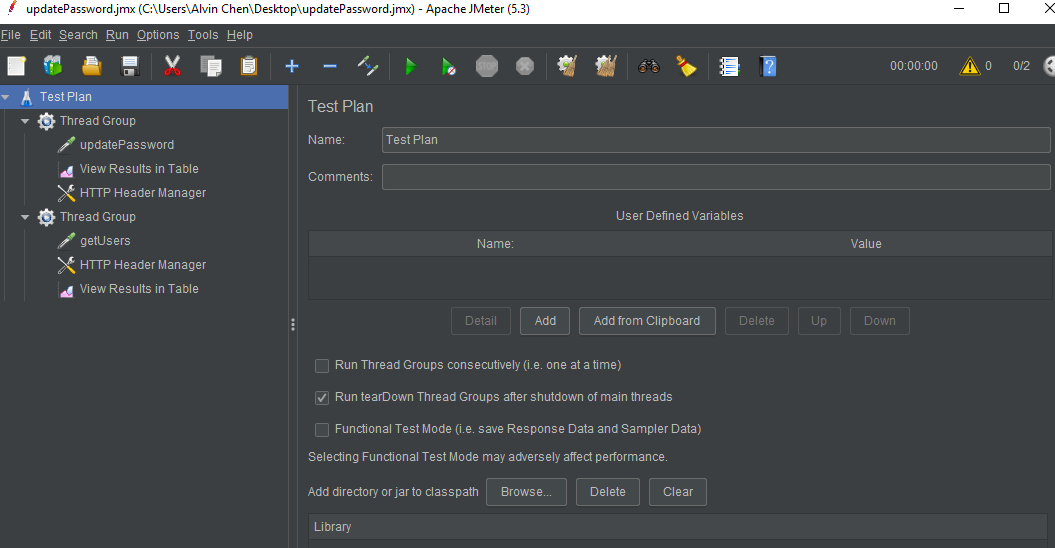 updatePassword.jmx (C:\Users\Alvin Chen\Desktop\updatePassword.jmx) - Apache JMeter (5.3)
File Edit Search Run Options Tools Help
STOP 00:00:00 0 0/2
Test Plan
Thread Group
updatePassword
View Results in Table
HTTP Header Manager
Thread Group
getUsers
HTTP Header Manager
View Results in Table
Test Plan
Name: Test Plan
Comments:
User Defined Variables
Name: Value
Detail Add Add from Clipboard Delete Up Down
Run Thread Groups consecutively (i.e. one at a time)
Run tearDown Thread Groups after shutdown of main threads
Functional Test Mode (i.e. save Response Data and Sampler Data)
Selecting Functional Test Mode may adversely affect performance.
Add directory or jar to classpath Browse... Delete Clear
Library